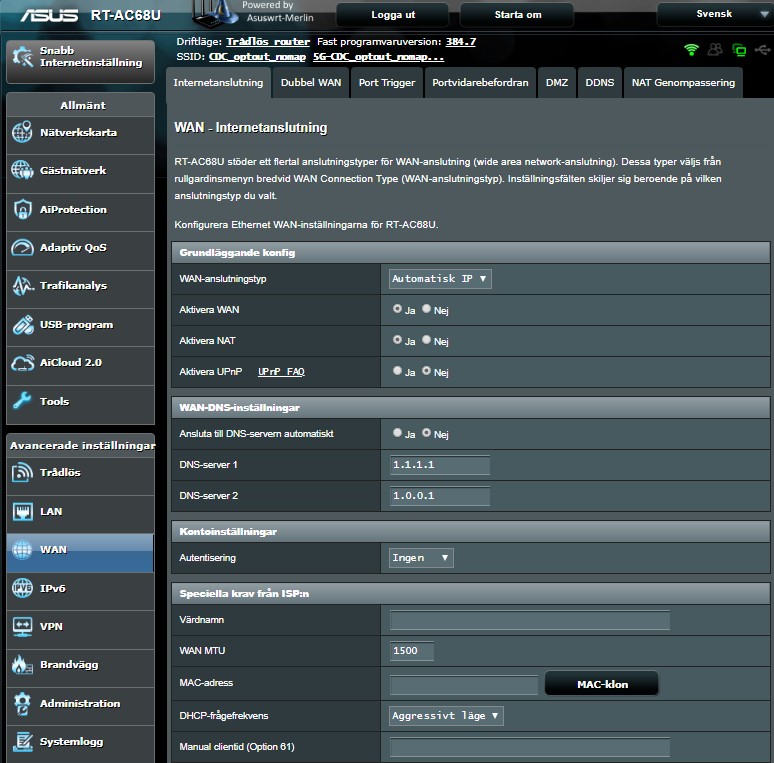 ASUS RT-AC68U Powered by Asuswrt-Merlin Logga ut Starta om Svensk
Driftläge: Trådlös router Fast programvaruversion: 384.7
SSID: CDC_optout_nomap 5G-CDC_optout_nomap...
Snabb Internetinställning
Allmänt
Nätverkskarta
Gästnätverk
AiProtection
Adaptiv QoS
Trafikanalys
USB-program
AiCloud 2.0
Tools
Avancerade inställningar
Trådlös
LAN
WAN
IPv6
VPN
Brandvägg
Administration
Systemlogg
Internetanslutning Dubbel WAN Port Trigger Portvidarebefordran DMZ DDNS NAT Genompassering
WAN - Internetanslutning
RT-AC68U stöder ett flertal anslutningstyper för WAN-anslutning (wide area network-anslutning). Dessa typer väljs från
rullgardinsmenyn bredvid WAN Connection Type (WAN-anslutningstyp). Inställningsfälten skiljer sig beroende på vilken
anslutningstyp du valt.
Konfigurera Ethernet WAN-inställningarna för RT-AC68U.
Grundläggande konfig
WAN-anslutningstyp Automatisk IP
Aktivera WAN Ja Nej
Aktivera NAT Ja Nej
Aktivera UPnP UPnP FAQ Ja Nej
WAN-DNS-inställningar
Ansluta till DNS-servern automatiskt Ja Nej
DNS-server 1 1.1.1.1
DNS-server 2 1.0.0.1
Kontoinställningar
Autentisering Ingen
Speciella krav från ISP:n
Värdnamn
WAN MTU 1500
MAC-adress MAC-klon
DHCP-frågefrekvens Aggressivt läge
Manual clientid (Option 61)